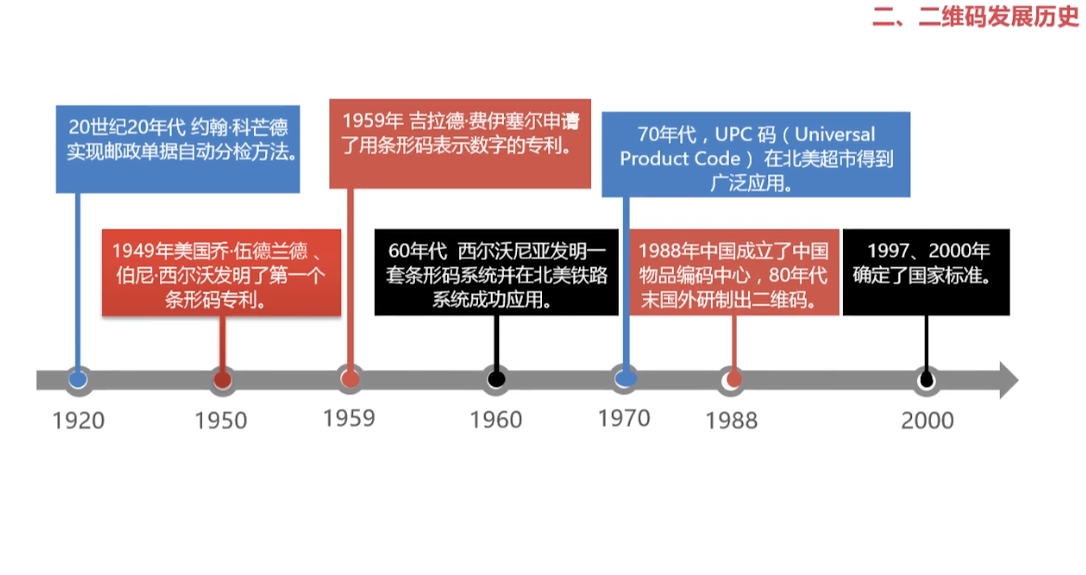 二、二维码发展历史
20世纪20年代 约翰·科芒德
实现邮政单据自动分检方法。
1949年美国乔·伍德兰德 、
伯尼·西尔沃发明了第一个
条形码专利。
1959年 吉拉德·费伊塞尔申请
了用条形码表示数字的专利。
60年代 西尔沃尼亚发明一
套条形码系统并在北美铁路
系统成功应用。
70年代，UPC 码（Universal
Product Code ）在北美超市得到
广泛应用。
1988年中国成立了中国
物品编码中心，80年代
末国外研制出二维码。
1997、2000年
确定了国家标准。
1920
1950
1959
1960
1970
1988
2000